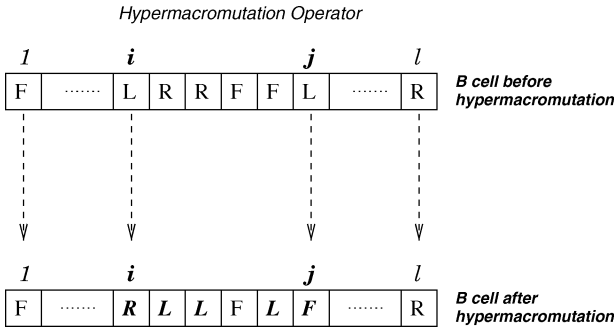 Hypermacromutation Operator
1 i j l
F ....... L R R F F L ....... R
B cell before
hypermacromutation
1 i j l
F ....... R L L F L F ....... R
B cell after
hypermacromutation